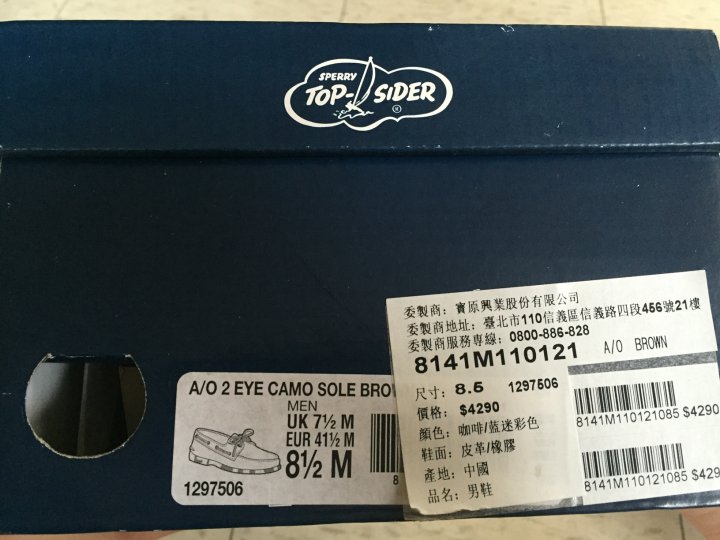 SPERRY
TOP-SIDER
®
A/O 2 EYE CAMO SOLE
MEN
UK 7½ M
EUR 41½ M
8½ M
1297506
8
委製商：寶原興業股份有限公司
委製商地址：臺北市110信義區信義路四段456號21樓
委製商服務專線：0800-886-828
8141M110121 A/O BROWN
尺寸：8.5 1297506
價格：$4290
顏色：咖啡/藍迷彩色
鞋面：皮革/橡膠
產地：中國
品名：男鞋
8141M110121085 $4290
8141M110121085 $429